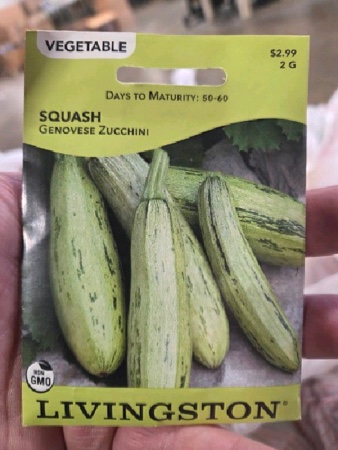 VEGETABLE
$2.99
2 G
DAYS TO MATURITY: 50-60
SQUASH
GENOVESE ZUCCHINI
NON
GMO
LIVINGSTON®